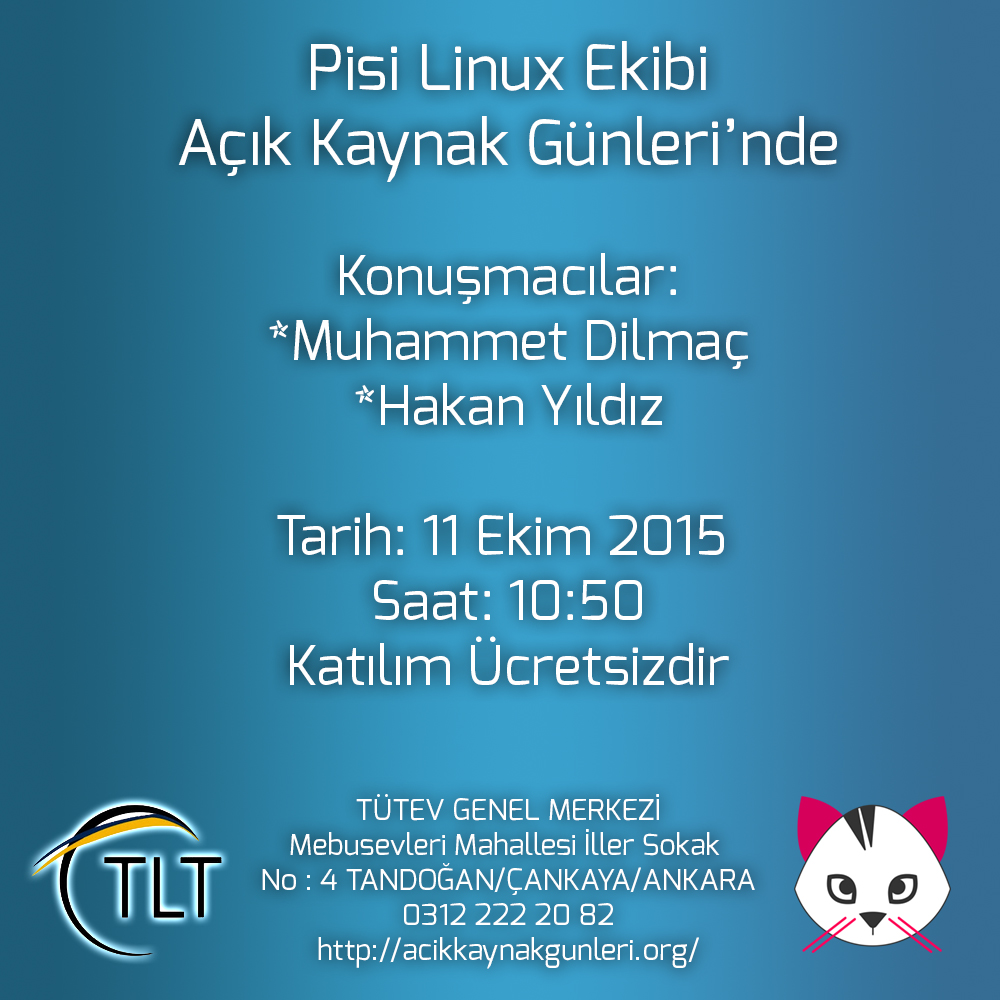 Pisi Linux Ekibi
Açık Kaynak Günleri’nde
Konuşmacılar:
*Muhammet Dilmaç
*Hakan Yıldız
Tarih: 11 Ekim 2015
Saat: 10:50
Katılım Ücretsizdir
TLT
TÜTEV GENEL MERKEZİ
Mebusevleri Mahallesi İller Sokak
No : 4 TANDOĞAN/ÇANKAYA/ANKARA
0312 222 20 82
http://acikkaynakgunleri.org/